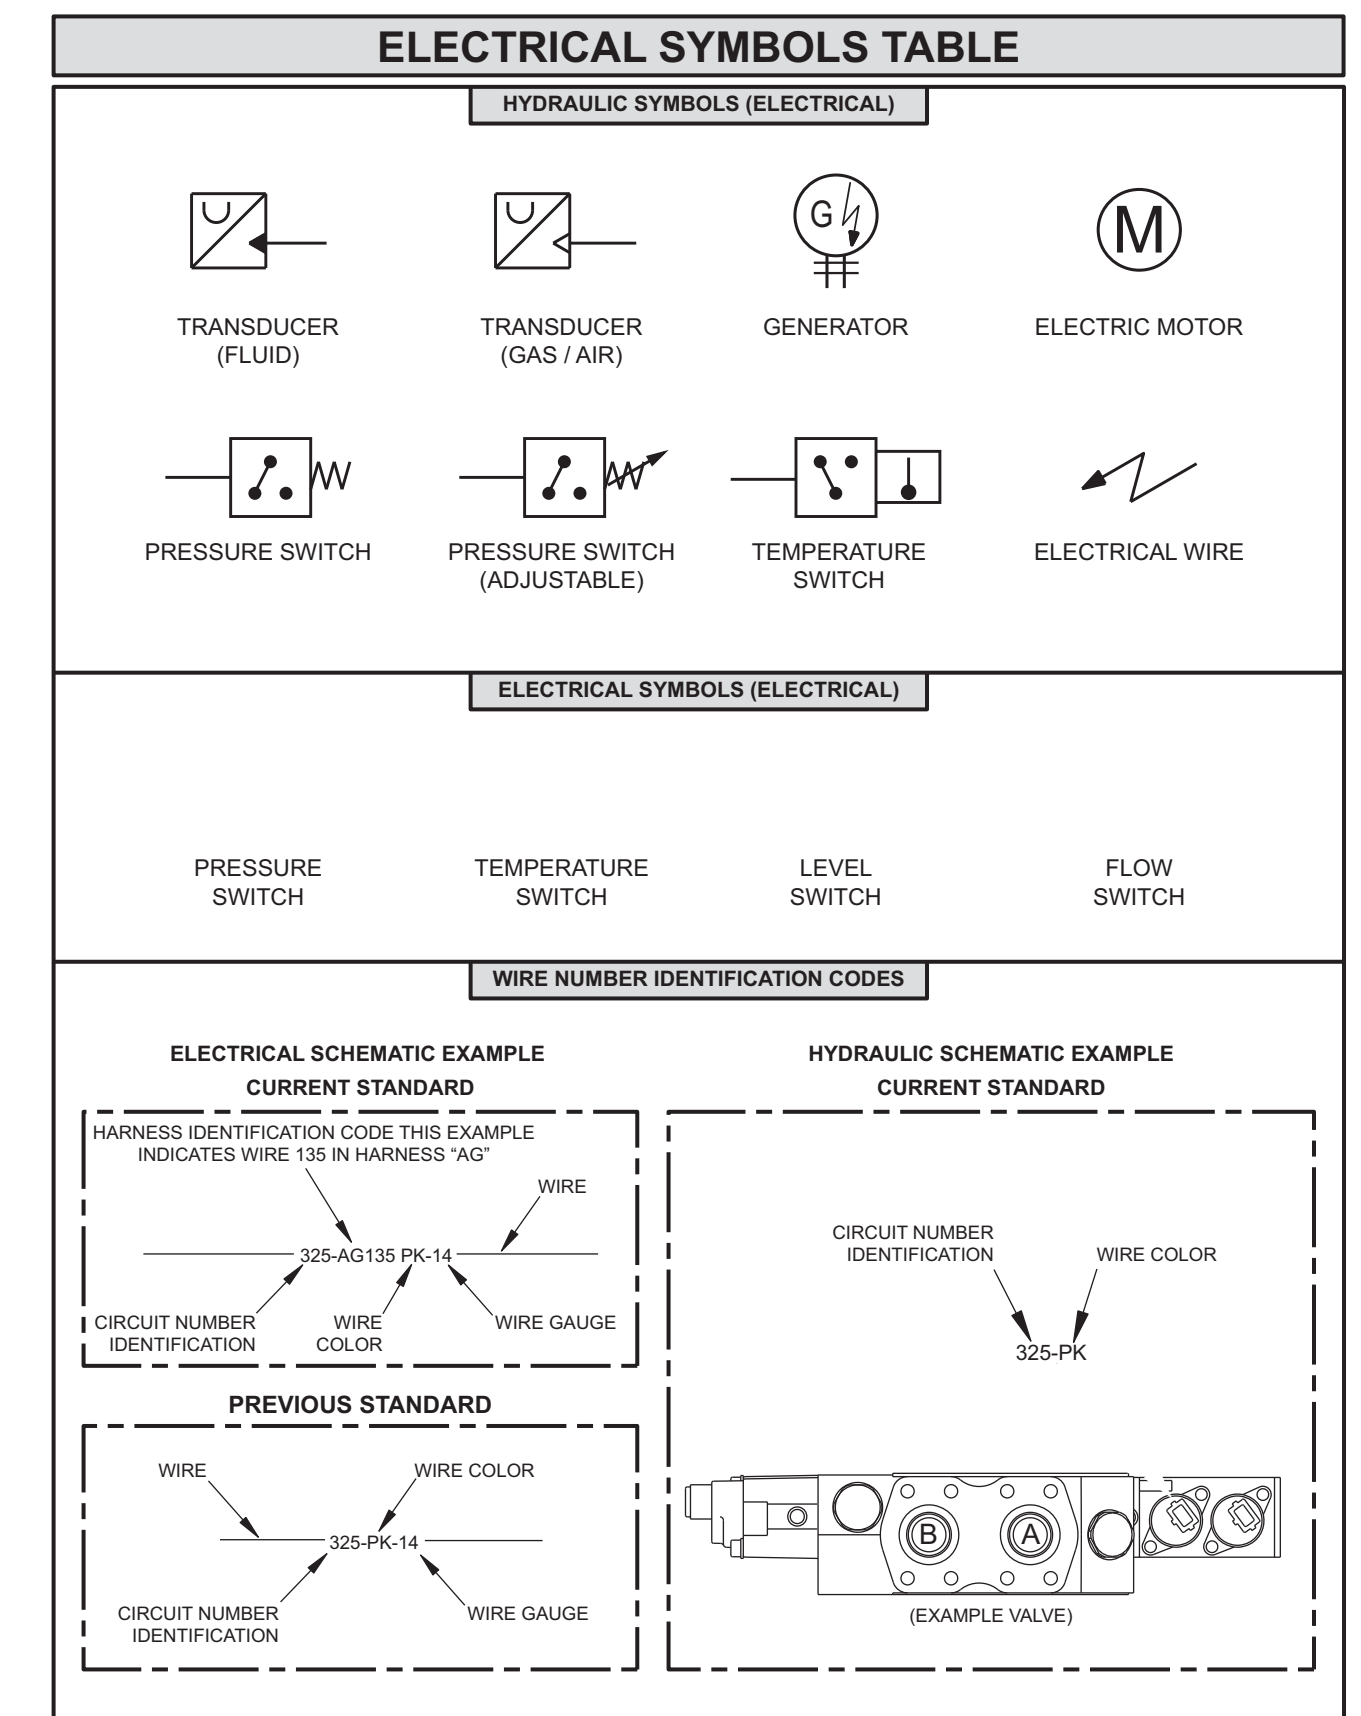 ELECTRICAL SYMBOLS TABLE
HYDRAULIC SYMBOLS (ELECTRICAL)
G
M
TRANSDUCER
(FLUID)
TRANSDUCER
(GAS / AIR)
GENERATOR
ELECTRIC MOTOR
PRESSURE SWITCH
PRESSURE SWITCH
(ADJUSTABLE)
TEMPERATURE
SWITCH
ELECTRICAL WIRE
ELECTRICAL SYMBOLS (ELECTRICAL)
PRESSURE
SWITCH
TEMPERATURE
SWITCH
LEVEL
SWITCH
FLOW
SWITCH
WIRE NUMBER IDENTIFICATION CODES
ELECTRICAL SCHEMATIC EXAMPLE
CURRENT STANDARD
HARNESS IDENTIFICATION CODE THIS EXAMPLE
INDICATES WIRE 135 IN HARNESS “AG”
WIRE
325-AG135 PK-14
CIRCUIT NUMBER
IDENTIFICATION
WIRE
COLOR
WIRE GAUGE
PREVIOUS STANDARD
WIRE
WIRE COLOR
325-PK-14
CIRCUIT NUMBER
IDENTIFICATION
WIRE GAUGE
HYDRAULIC SCHEMATIC EXAMPLE
CURRENT STANDARD
CIRCUIT NUMBER
IDENTIFICATION
WIRE COLOR
325-PK
B
A
(EXAMPLE VALVE)